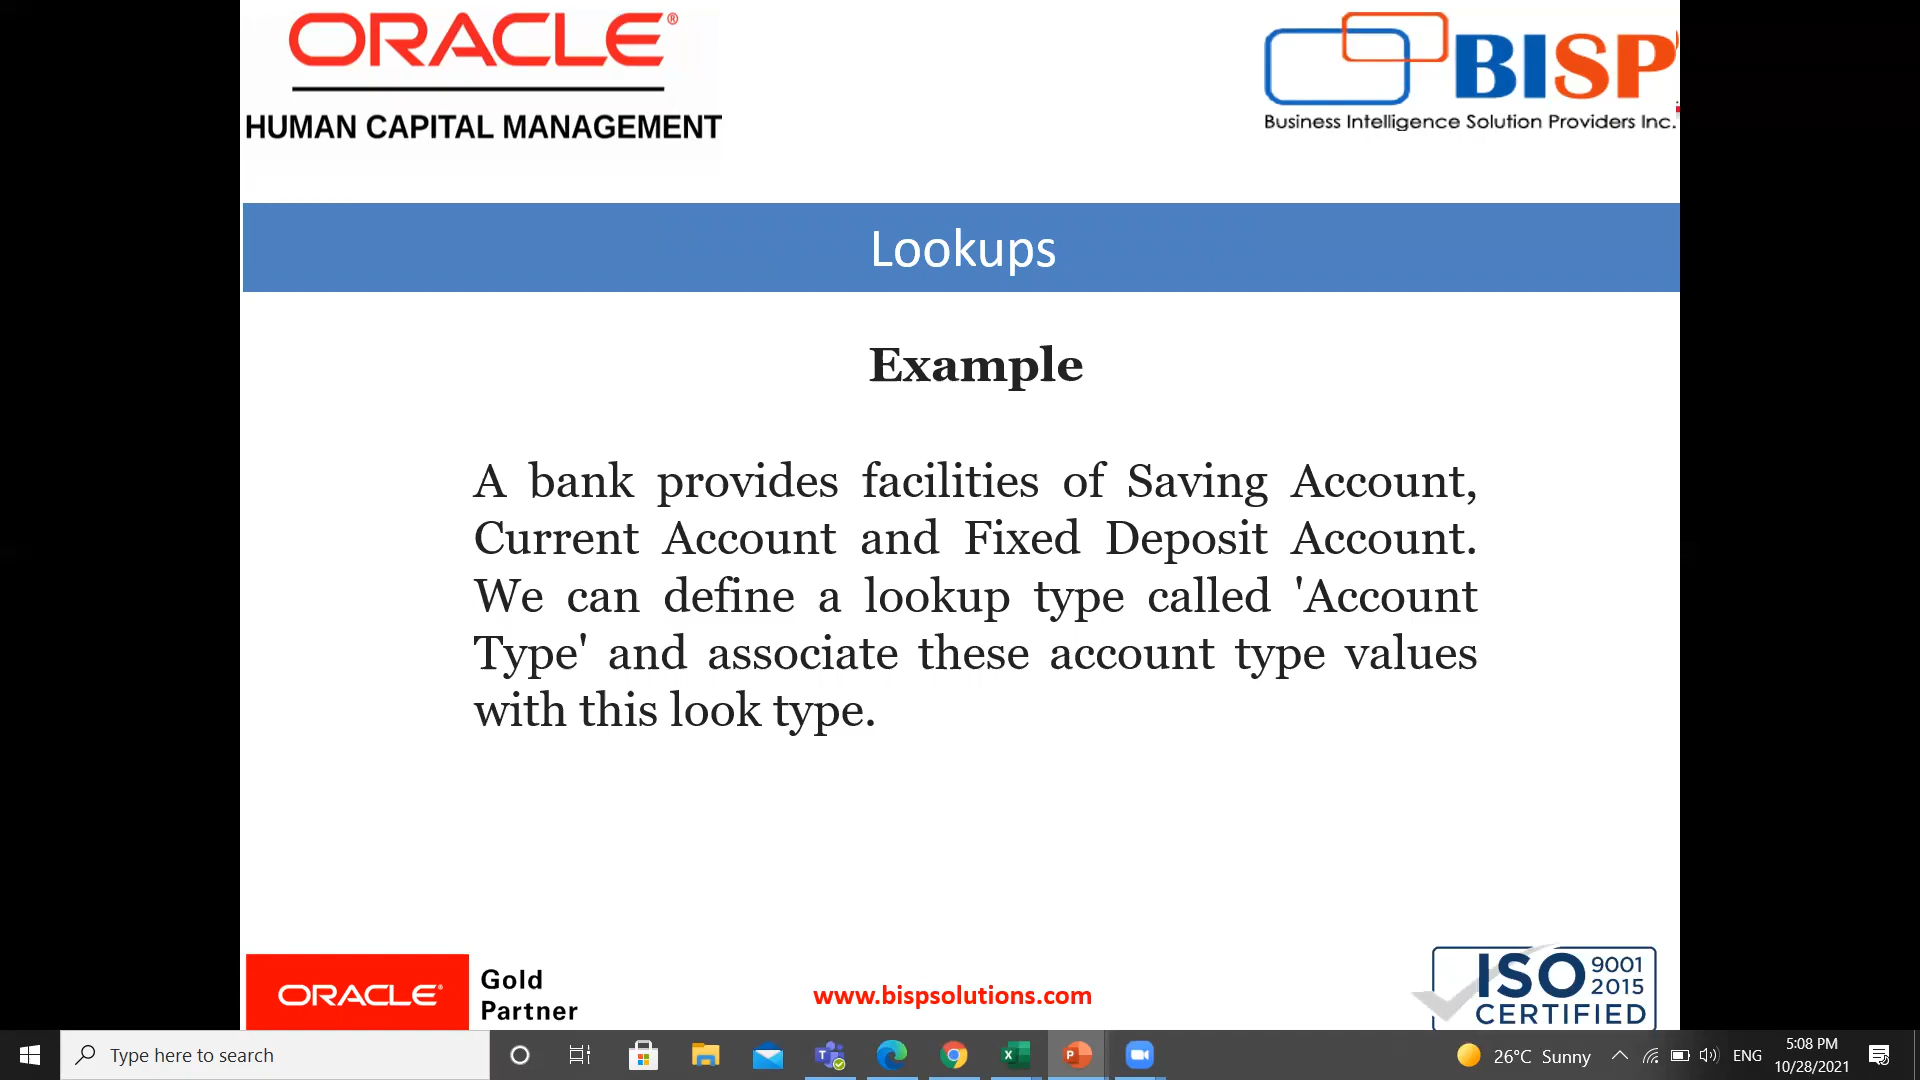 ORACLE®
HUMAN CAPITAL MANAGEMENT
BISP
Business Intelligence Solution Providers Inc.
Lookups
Example
A bank provides facilities of Saving Account,
Current Account and Fixed Deposit Account.
We can define a lookup type called 'Account
Type' and associate these account type values
with this look type.
ORACLE®
Gold
Partner
www.bispsolutions.com
ISO 9001
2015
CERTIFIED
Type here to search
26°C Sunny
ENG
5:08 PM
10/28/2021